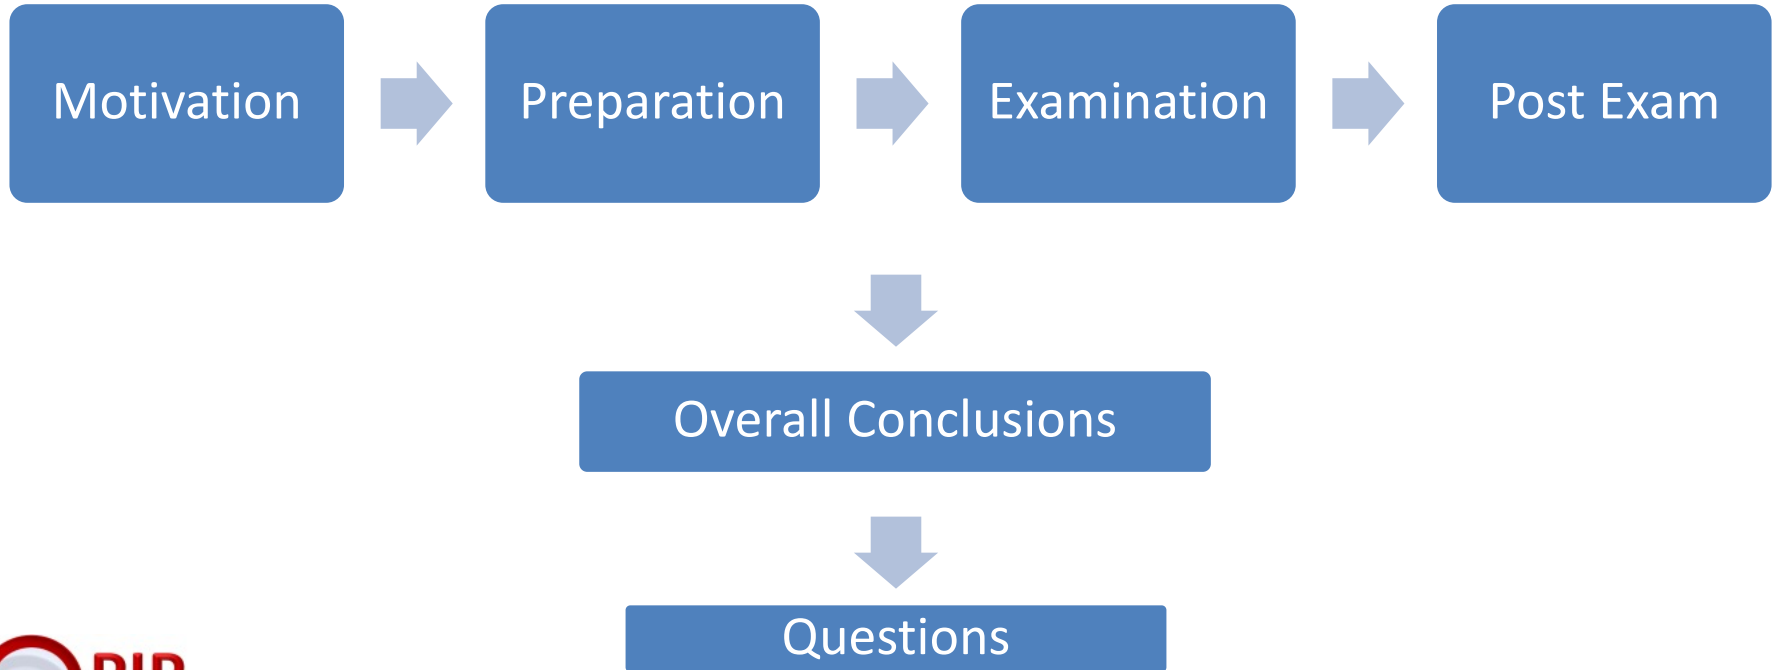 Motivation
Preparation
Examination
Post Exam
Overall Conclusions
Questions